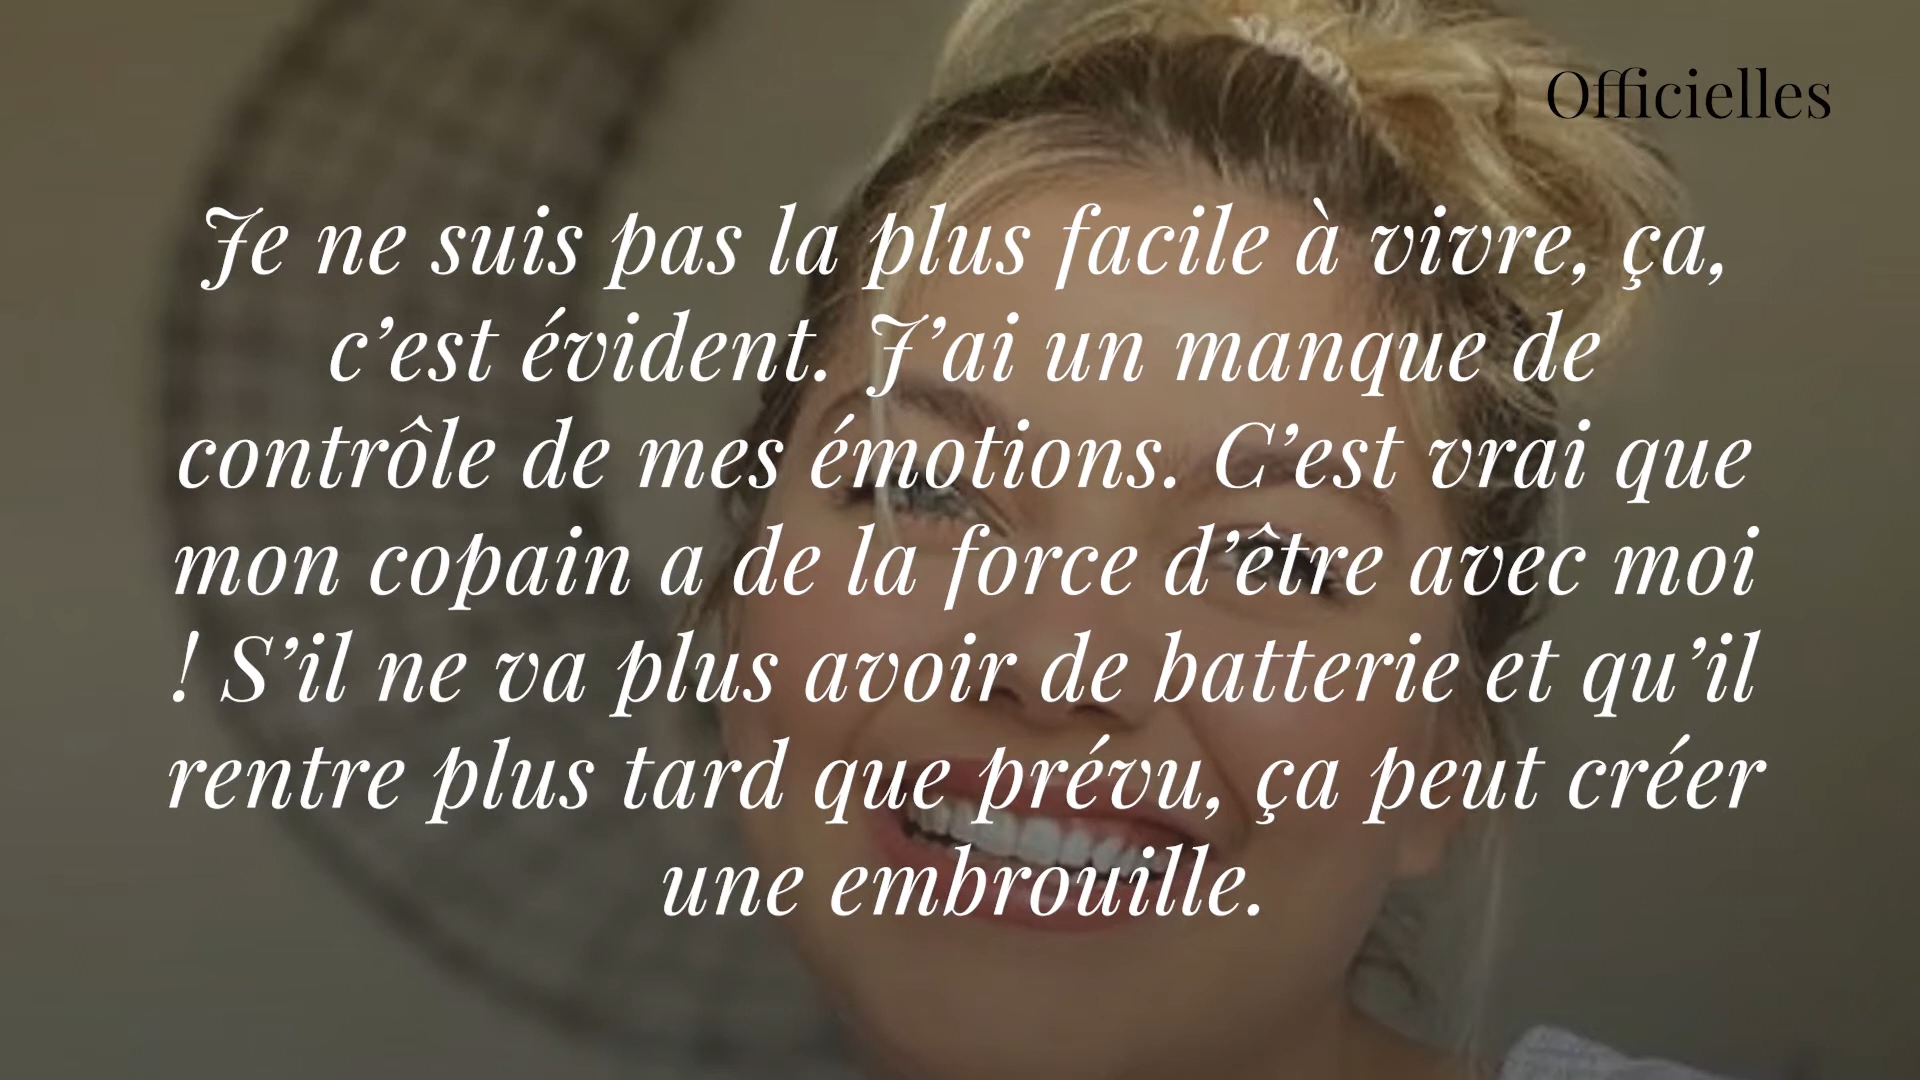 Officielles
Je ne suis pas la plus facile à vivre, ça,
c’est évident. J’ai un manque de
contrôle de mes émotions. C’est vrai que
mon copain a de la force d’être avec moi
! S’il ne va plus avoir de batterie et qu’il
rentre plus tard que prévu, ça peut créer
une embrouille.